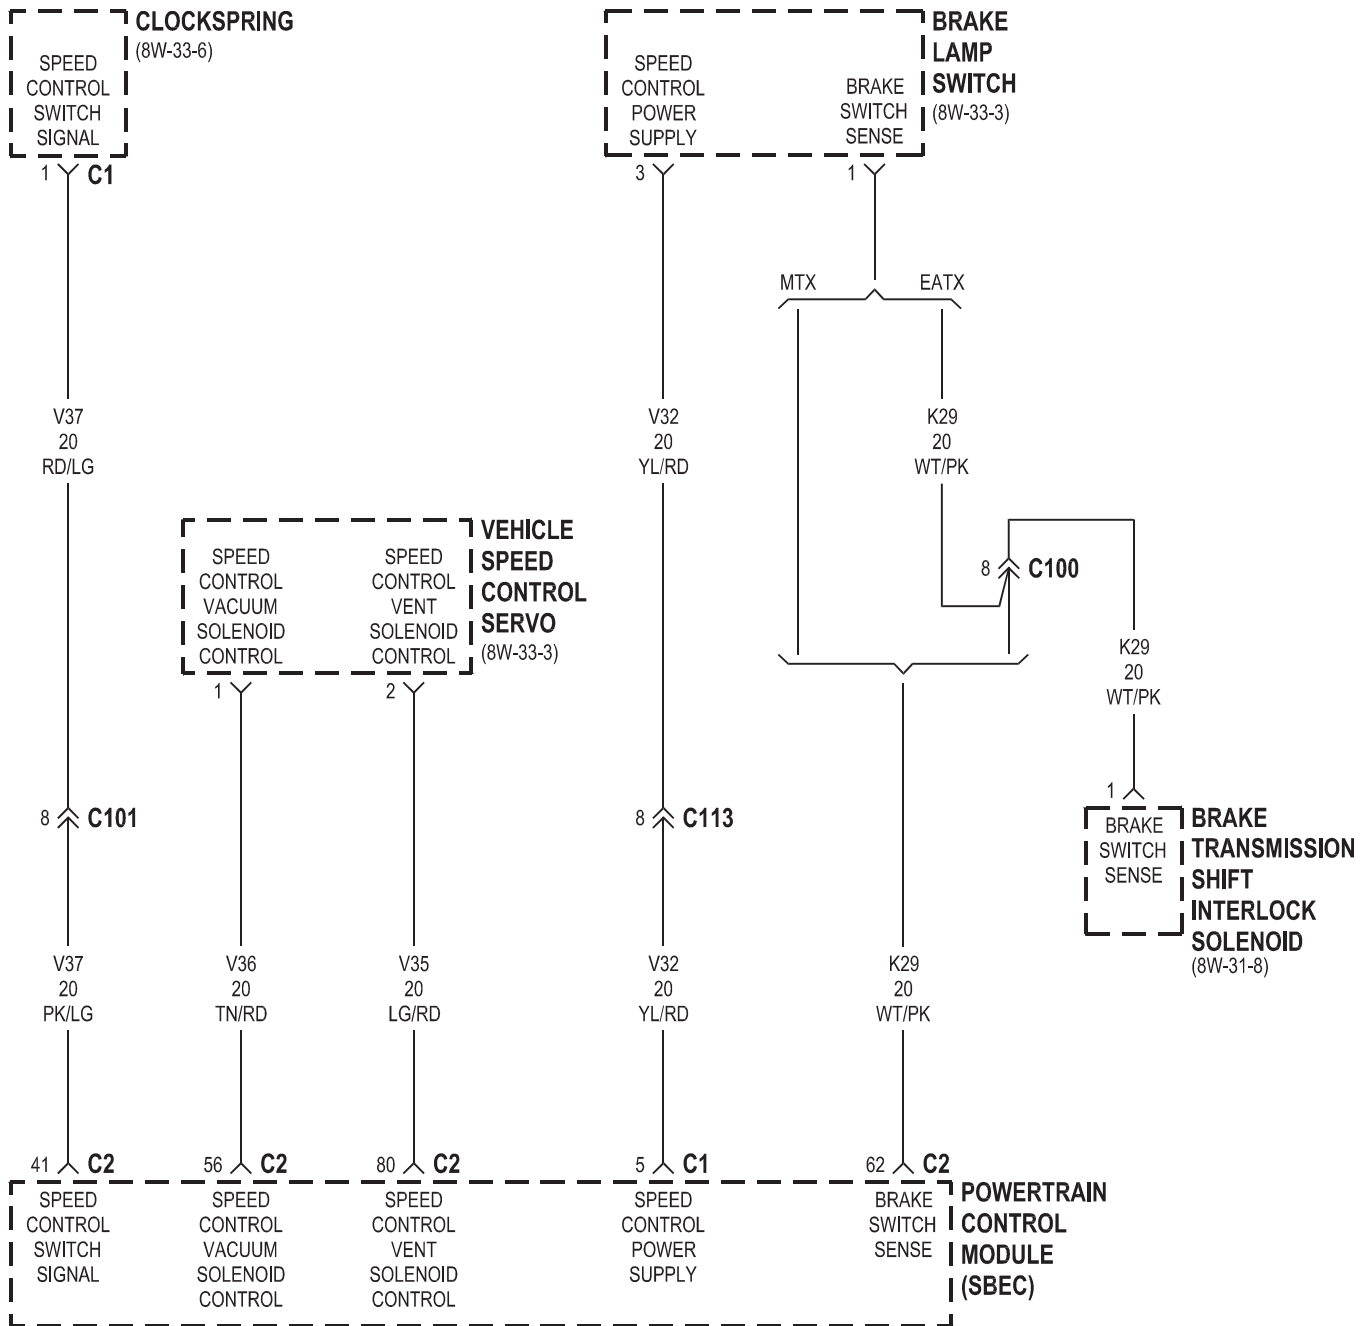 CLOCKSPRING
(8W-33-6)
SPEED
CONTROL
SWITCH
SIGNAL
1 C1
BRAKE
LAMP
SWITCH
(8W-33-3)
SPEED
CONTROL
POWER
SUPPLY
BRAKE
SWITCH
SENSE
3
1
MTX
EATX
V37
20
RD/LG
V32
20
YL/RD
K29
20
WT/PK
VEHICLE
SPEED
CONTROL
SERVO
(8W-33-3)
SPEED
CONTROL
VACUUM
SOLENOID
CONTROL
SPEED
CONTROL
VENT
SOLENOID
CONTROL
1
2
8 C100
K29
20
WT/PK
8 C101
8 C113
1
BRAKE
SWITCH
SENSE
BRAKE
TRANSMISSION
SHIFT
INTERLOCK
SOLENOID
(8W-31-8)
V37
20
PK/LG
V36
20
TN/RD
V35
20
LG/RD
V32
20
YL/RD
K29
20
WT/PK
41 C2
56 C2
80 C2
5 C1
62 C2
SPEED
CONTROL
SWITCH
SIGNAL
SPEED
CONTROL
VACUUM
SOLENOID
CONTROL
SPEED
CONTROL
VENT
SOLENOID
CONTROL
SPEED
CONTROL
POWER
SUPPLY
BRAKE
SWITCH
SENSE
POWERTRAIN
CONTROL
MODULE
(SBEC)